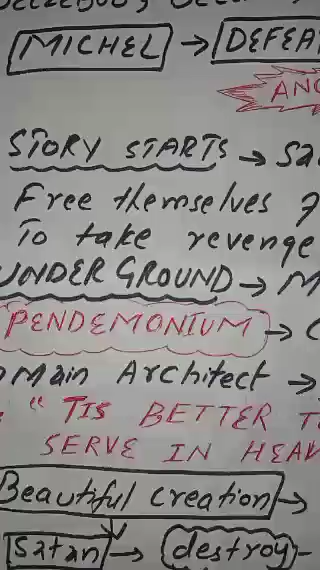 MICHEL → DEFEA
ANG
STORY STARTS → Sa
Free themselves
To take revenge
UNDERGROUND → M
PENDEMONIUM →
Main Architect →
" TIS BETTER T
SERVE IN HEAV
Beautiful creation →
Satan → destroy -